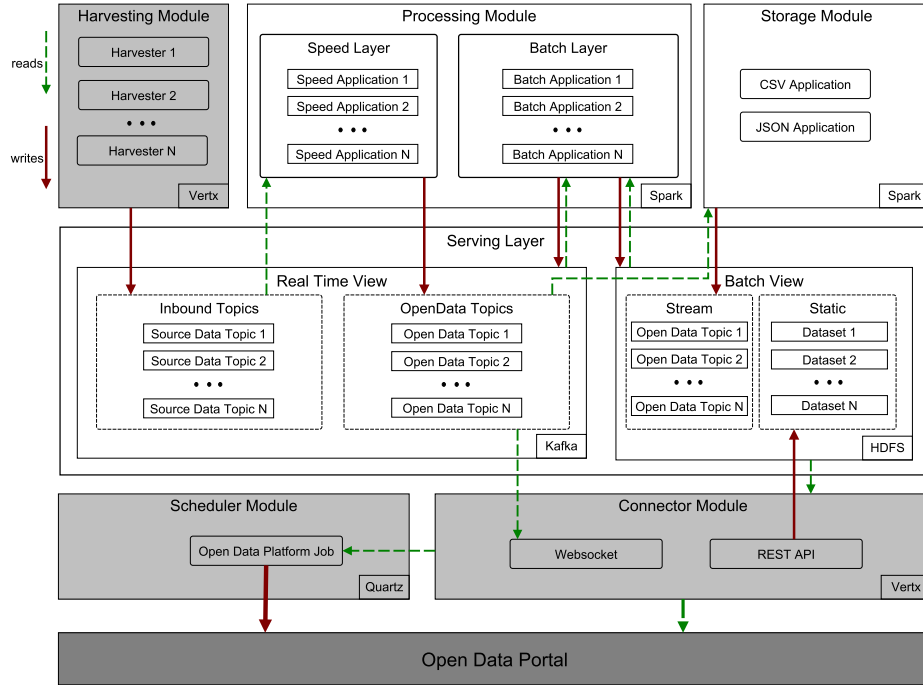 Harvesting Module
Harvester 1
Harvester 2
• • •
Harvester N
Vertx
reads
writes
Processing Module
Speed Layer
Speed Application 1
Speed Application 2
• • •
Speed Application N
Batch Layer
Batch Application 1
Batch Application 2
• • •
Batch Application N
Spark
Storage Module
CSV Application
JSON Application
Spark
Serving Layer
Real Time View
Inbound Topics
Source Data Topic 1
Source Data Topic 2
• • •
Source Data Topic N
OpenData Topics
Open Data Topic 1
Open Data Topic 2
• • •
Open Data Topic N
Kafka
Batch View
Stream
Open Data Topic 1
Open Data Topic 2
• • •
Open Data Topic N
Static
Dataset 1
Dataset 2
• • •
Dataset N
HDFS
Scheduler Module
Open Data Platform Job
Quartz
Connector Module
Websocket
REST API
Vertx
Open Data Portal